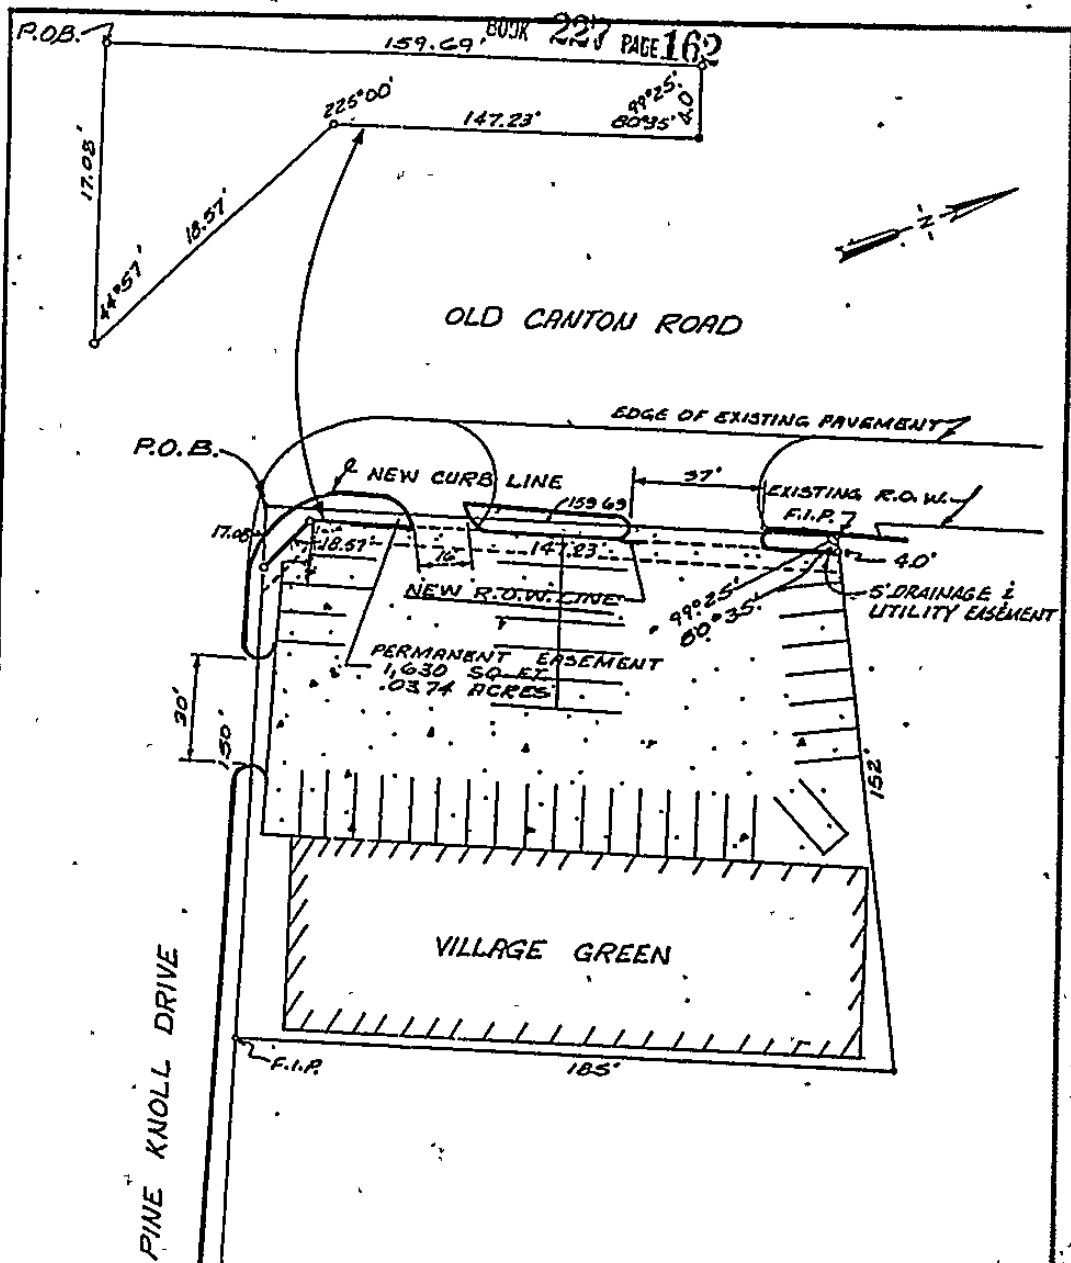 P.O.B.
BOOK 227 PAGE 162
159.69'
225°00'
147.23'
99°25'
80°35'
4.0
17.08'
18.57'
44°57'
N
OLD CANTON ROAD
EDGE OF EXISTING PAVEMENT
P.O.B.
NEW CURB LINE
37'
EXISTING R.O.W.
159.69
F.I.P.
17.08
18.57'
147.23'
4.0'
16'
NEW R.O.W. LINE
99°25'
80°35'
5' DRAINAGE &
UTILITY EASEMENT
PERMANENT EASEMENT
1,630 SQ. FT.
.0374 ACRES
30'
150'
152'
VILLAGE GREEN
PINE KNOLL DRIVE
F.I.P.
185'